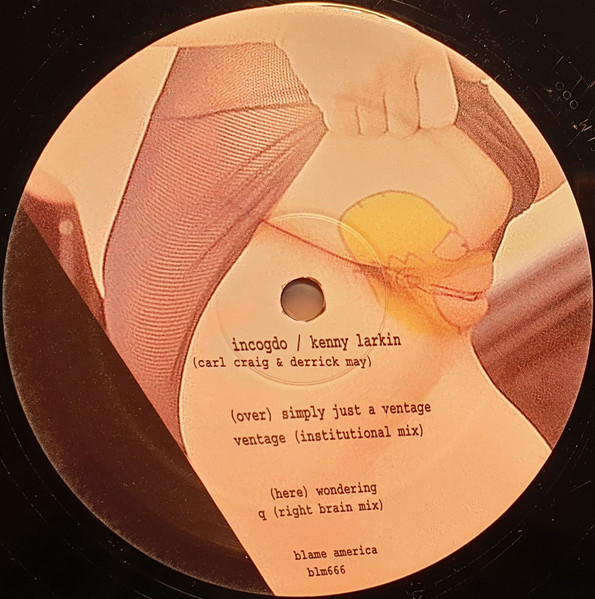 incogdo / kenny larkin
(carl craig & derrick may)
(over) simply just a ventage
ventage (institutional mix)
(here) wondering
q (right brain mix)
blame america
blm666